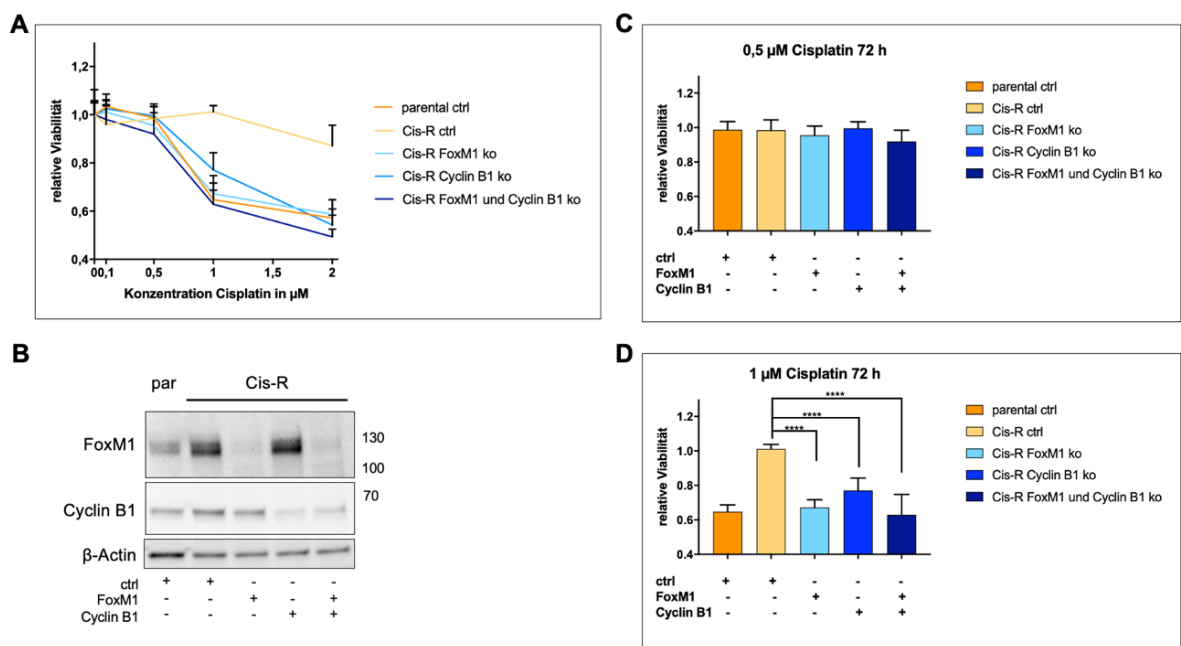 A
1,2
1,0
0,8
0,6
0,4
relative Viabilität
00,1 0,5 1 1,5 2
Konzentration Cisplatin in µM
parental ctrl
Cis-R ctrl
Cis-R FoxM1 ko
Cis-R Cyclin B1 ko
Cis-R FoxM1 und Cyclin B1 ko
B
par Cis-R
FoxM1
130
100
Cyclin B1
70
β-Actin
ctrl + + - - -
FoxM1 - - + - +
Cyclin B1 - - - + +
C
0,5 µM Cisplatin 72 h
1.2
1.0
0.8
0.6
0.4
relative Viabilität
parental ctrl
Cis-R ctrl
Cis-R FoxM1 ko
Cis-R Cyclin B1 ko
Cis-R FoxM1 und Cyclin B1 ko
ctrl + + - - -
FoxM1 - - + - +
Cyclin B1 - - - + +
D
1 µM Cisplatin 72 h
1.2
1.0
0.8
0.6
0.4
relative Viabilität
****
****
****
parental ctrl
Cis-R ctrl
Cis-R FoxM1 ko
Cis-R Cyclin B1 ko
Cis-R FoxM1 und Cyclin B1 ko
ctrl + + - - -
FoxM1 - - + - +
Cyclin B1 - - - + +